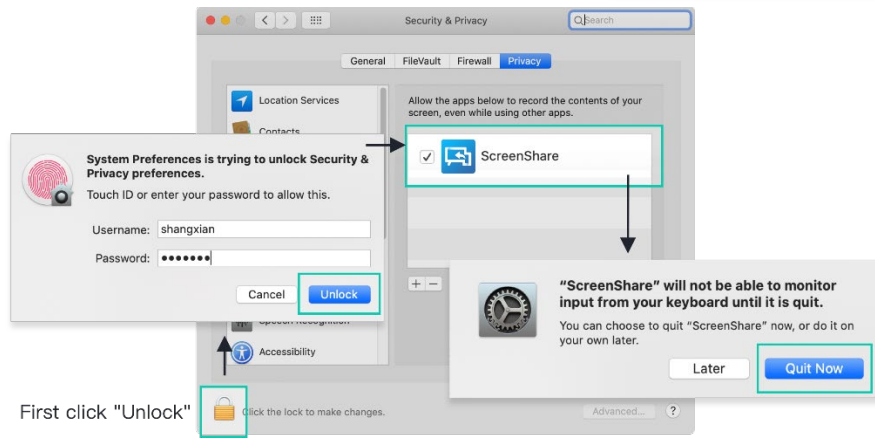 Security & Privacy
Search
General FileVault Firewall Privacy
Location Services
Contacts
Allow the apps below to record the contents of your
screen, even while using other apps.
ScreenShare
System Preferences is trying to unlock Security &
Privacy preferences.
Touch ID or enter your password to allow this.
Username: shangxian
Password: •••••••
Cancel Unlock
Speech Recognition
Accessibility
+ −
"ScreenShare" will not be able to monitor
input from your keyboard until it is quit.
You can choose to quit "ScreenShare" now, or do it on
your own later.
Later Quit Now
First click "Unlock"
Click the lock to make changes.
Advanced... ?